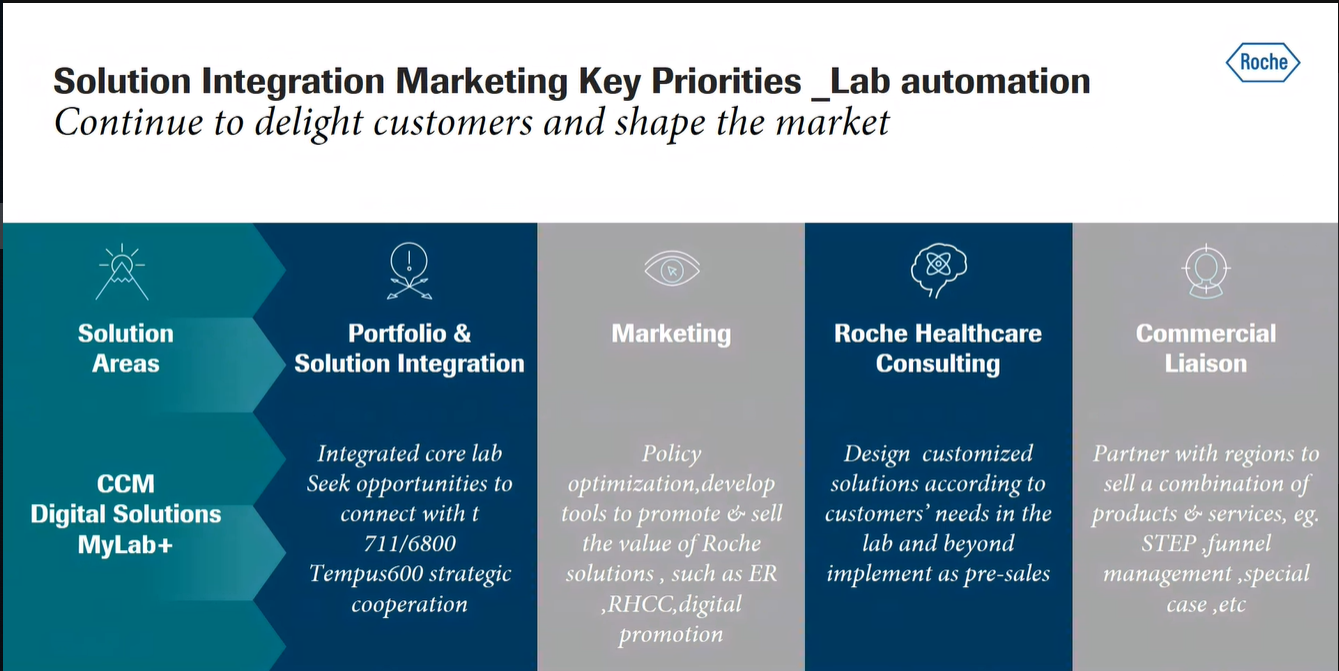 Solution Integration Marketing Key Priorities _Lab automation
Continue to delight customers and shape the market
Roche
Solution
Areas
CCM
Digital Solutions
MyLab+
Portfolio &
Solution Integration
Integrated core lab
Seek opportunities to
connect with t
711/6800
Tempus600 strategic
cooperation
Marketing
Policy
optimization,develop
tools to promote & sell
the value of Roche
solutions , such as ER
,RHCC,digital
promotion
Roche Healthcare
Consulting
Design  customized
solutions according to
customers’ needs in the
lab and beyond
implement as pre-sales
Commercial
Liaison
Partner with regions to
sell a combination of
products & services, eg.
STEP ,funnel
management ,special
case ,etc